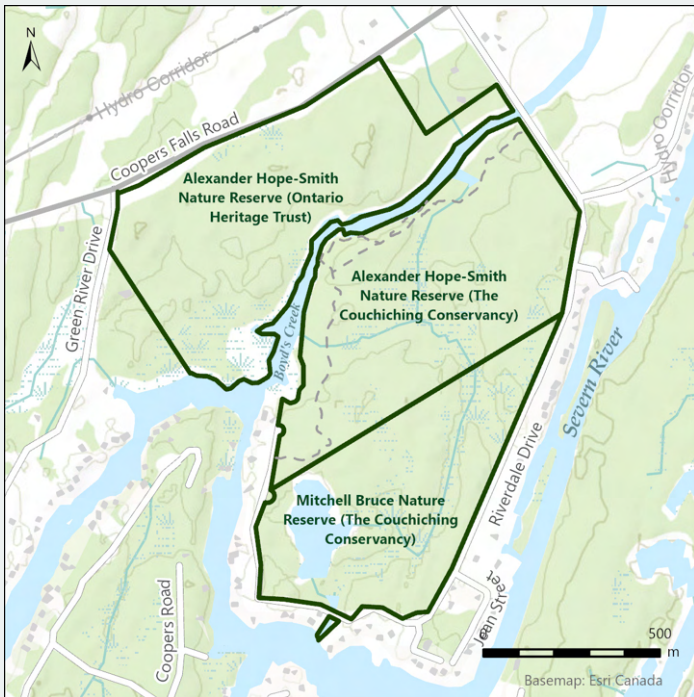 N
Hydro Corridor
Coopers Falls Road
Alexander Hope-Smith
Nature Reserve (Ontario
Heritage Trust)
Hydro Corridor
Green River Drive
Alexander Hope-Smith
Nature Reserve (The
Couchiching Conservancy)
Boyd's Creek
Severn River
Riverdale Drive
Mitchell Bruce Nature
Reserve (The Couchiching
Conservancy)
Coopers Road
Jean Street
500
m
Basemap: Esri Canada